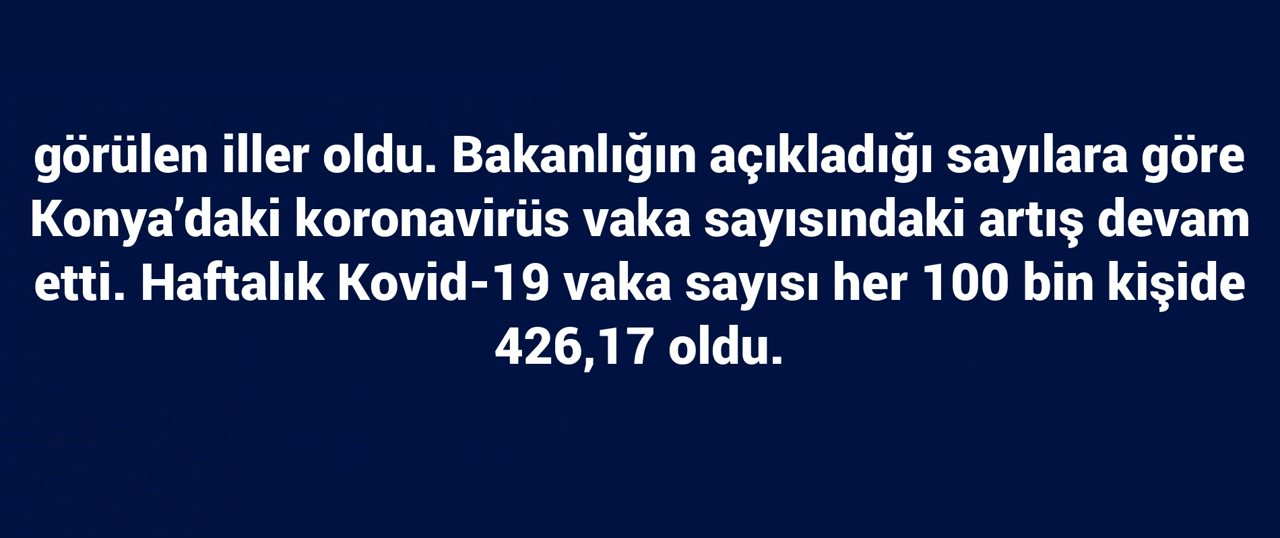 görülen iller oldu. Bakanlığın açıkladığı sayılara göre
Konya’daki koronavirüs vaka sayısındaki artış devam
etti. Haftalık Kovid-19 vaka sayısı her 100 bin kişide
426,17 oldu.